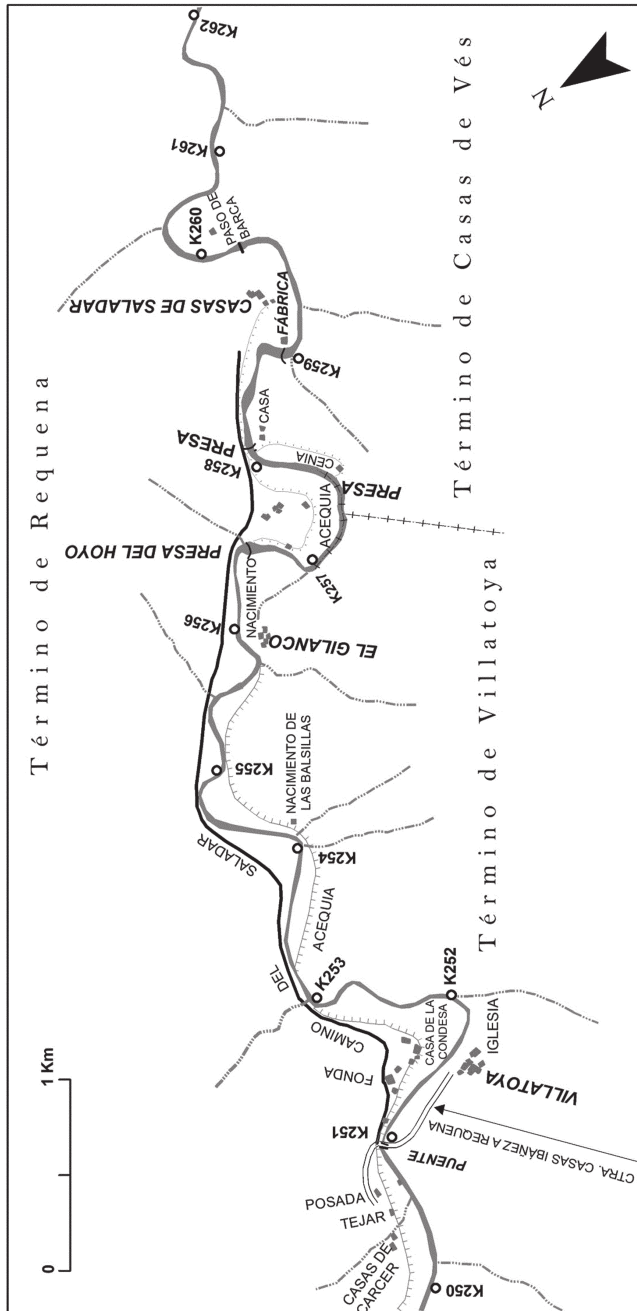 K262
Término de Casas de Vés
N
K261
K260
PASO DE
BARCA
CASAS DE SALADAR
FÁBRICA
K259
CASA
PRESA
K258
CENIA
PRESA
ACEQUIA
Término de Requena
PRESA DEL HOYO
K257
NACIMIENTO
K256
EL GILANCO
K255
NACIMIENTO DE
LAS BALSILLAS
K254
Término de Villatoya
CAMINO DEL SALADAR
ACEQUIA
K253
K252
CASA DE LA
CONDESA
IGLESIA
VILLATOYA
FONDA
K251
PUENTE
CTRA. CASAS IBÁÑEZ A REQUENA
POSADA
TEJAR
CASAS DE
CARCER
K250
0
1 Km